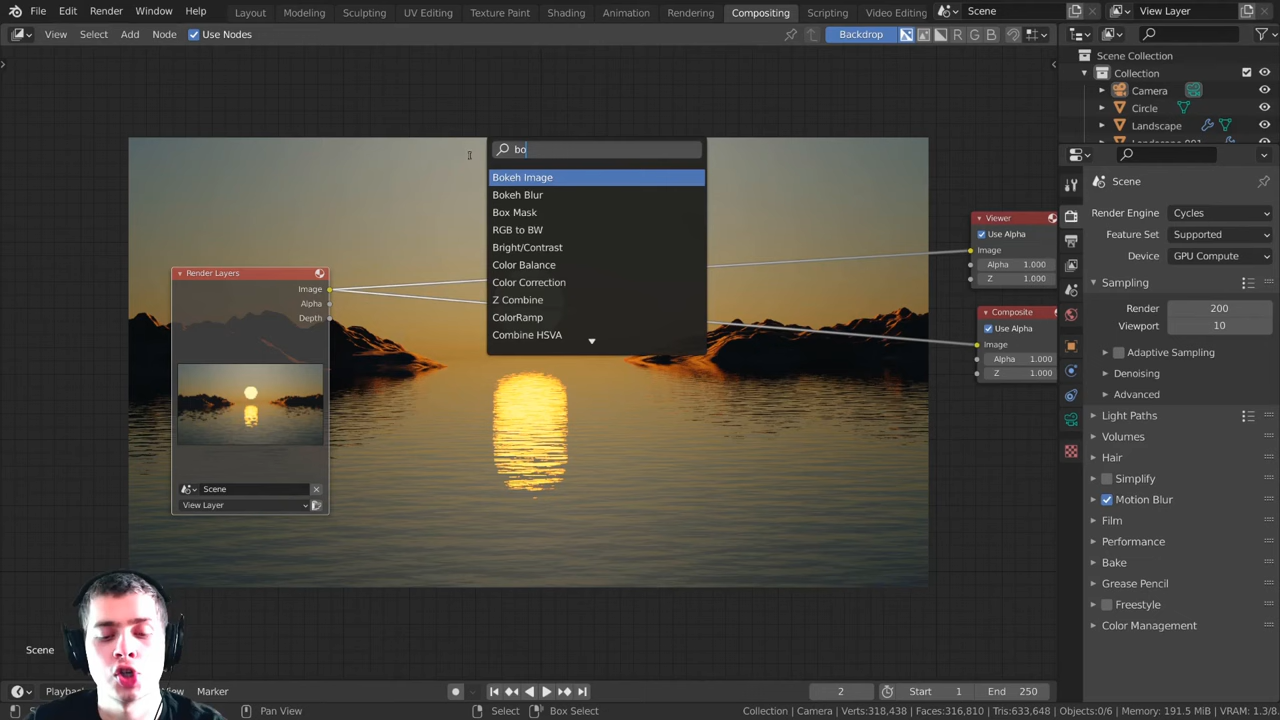 File Edit Render Window Help Layout Modeling Sculpting UV Editing Texture Paint Shading Animation Rendering Compositing Scripting Video Editing Scene View Layer
View Select Add Node Use Nodes Backdrop R G B
Scene Collection
Collection
Camera
Circle
Landscape
bo
Bokeh Image
Bokeh Blur
Box Mask
RGB to BW
Bright/Contrast
Color Balance
Color Correction
Z Combine
ColorRamp
Combine HSVA
Render Layers
Image
Alpha
Depth
Scene
View Layer
Viewer
Use Alpha
Image
Alpha 1.000
Z 1.000
Composite
Use Alpha
Image
Alpha 1.000
Z 1.000
Scene
Render Engine Cycles
Feature Set Supported
Device GPU Compute
Sampling
Render 200
Viewport 10
Adaptive Sampling
Denoising
Advanced
Light Paths
Volumes
Hair
Simplify
Motion Blur
Film
Performance
Bake
Grease Pencil
Freestyle
Color Management
Scene
Marker 2 Start 1 End 250
Pan View Select Box Select Collection | Camera | Verts:318,438 | Faces:316,810 | Tris:633,648 | Objects:0/6 | Memory: 191.5 MiB | VRAM: 1.3/8.